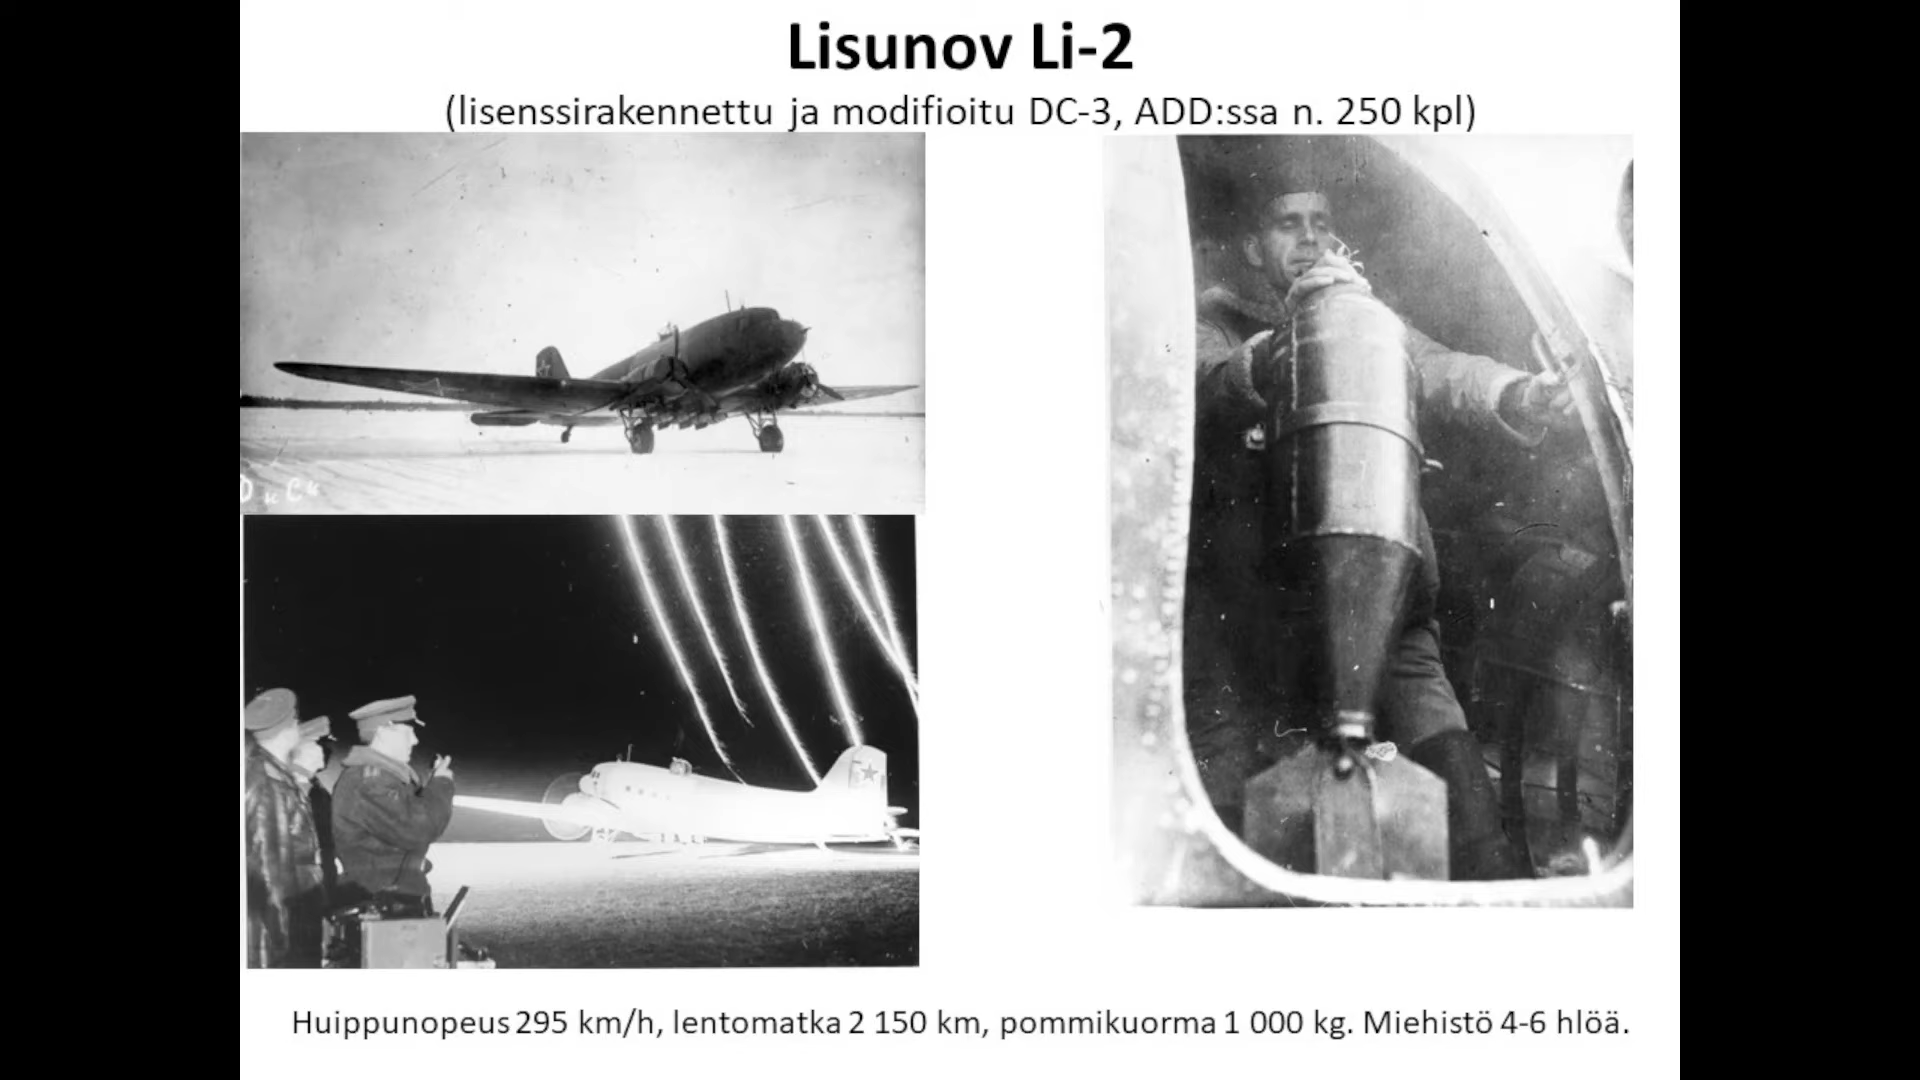 Lisunov Li-2
(lisenssirakennettu ja modifioitu DC-3, ADD:ssa n. 250 kpl)
Huippunopeus 295 km/h, lentomatka 2 150 km, pommikuorma 1 000 kg. Miehistö 4-6 hlöä.